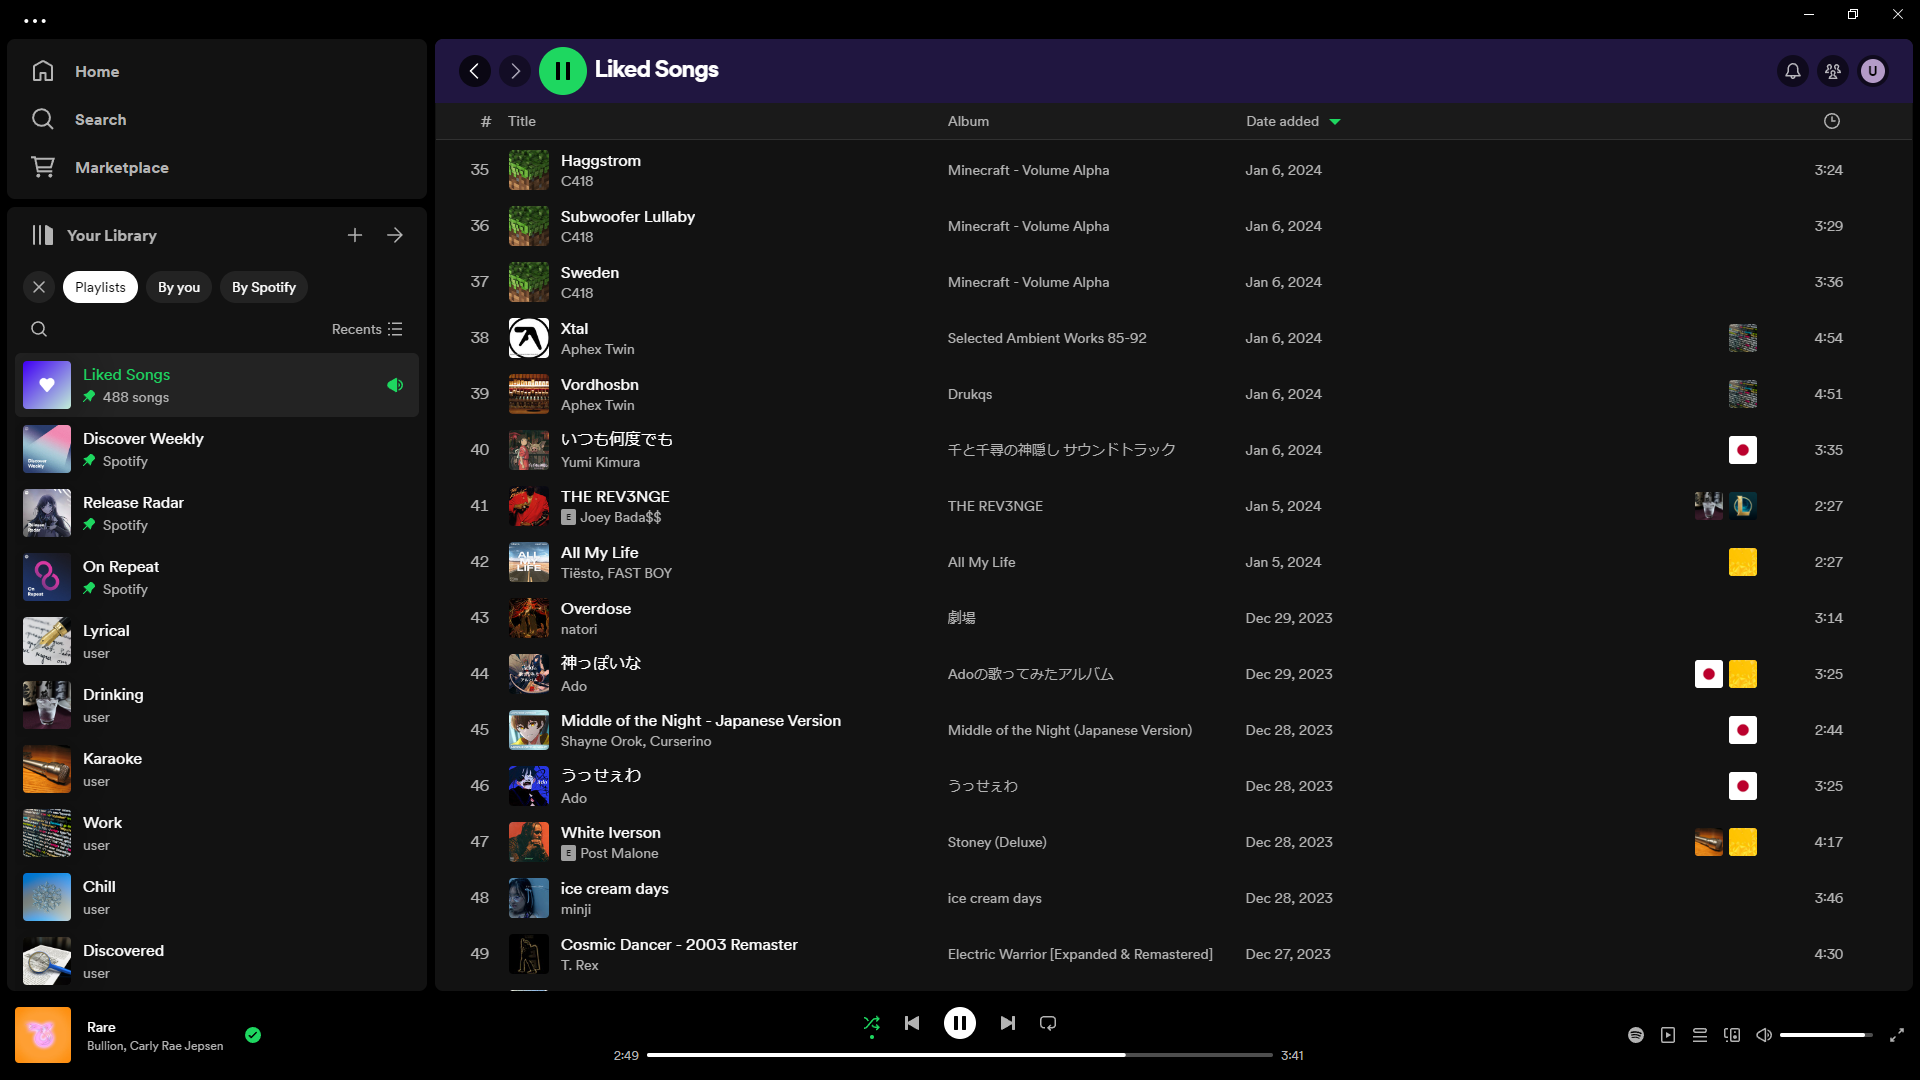 Home
Search
Marketplace
Your Library
Playlists By you By Spotify
Recents
Liked Songs
488 songs
Discover Weekly
Spotify
Release Radar
Spotify
On Repeat
Spotify
Lyrical
user
Drinking
user
Karaoke
user
Work
user
Chill
user
Discovered
user
Liked Songs
U
# Title Album Date added
35 Haggstrom Minecraft - Volume Alpha Jan 6, 2024 3:24
C418
36 Subwoofer Lullaby Minecraft - Volume Alpha Jan 6, 2024 3:29
C418
37 Sweden Minecraft - Volume Alpha Jan 6, 2024 3:36
C418
38 Xtal Selected Ambient Works 85-92 Jan 6, 2024 4:54
Aphex Twin
39 Vordhosbn Drukqs Jan 6, 2024 4:51
Aphex Twin
40 いつも何度でも 千と千尋の神隠し サウンドトラック Jan 6, 2024 3:35
Yumi Kimura
41 THE REV3NGE THE REV3NGE Jan 5, 2024 2:27
E Joey Bada$$
42 All My Life All My Life Jan 5, 2024 2:27
Tiësto, FAST BOY
43 Overdose 劇場 Dec 29, 2023 3:14
natori
44 神っぽいな Adoの歌ってみたアルバム Dec 29, 2023 3:25
Ado
45 Middle of the Night - Japanese Version Middle of the Night (Japanese Version) Dec 28, 2023 2:44
Shayne Orok, Curserino
46 うっせぇわ うっせぇわ Dec 28, 2023 3:25
Ado
47 White Iverson Stoney (Deluxe) Dec 28, 2023 4:17
E Post Malone
48 ice cream days ice cream days Dec 28, 2023 3:46
minji
49 Cosmic Dancer - 2003 Remaster Electric Warrior [Expanded & Remastered] Dec 27, 2023 4:30
T. Rex
Rare
Bullion, Carly Rae Jepsen
2:49 3:41